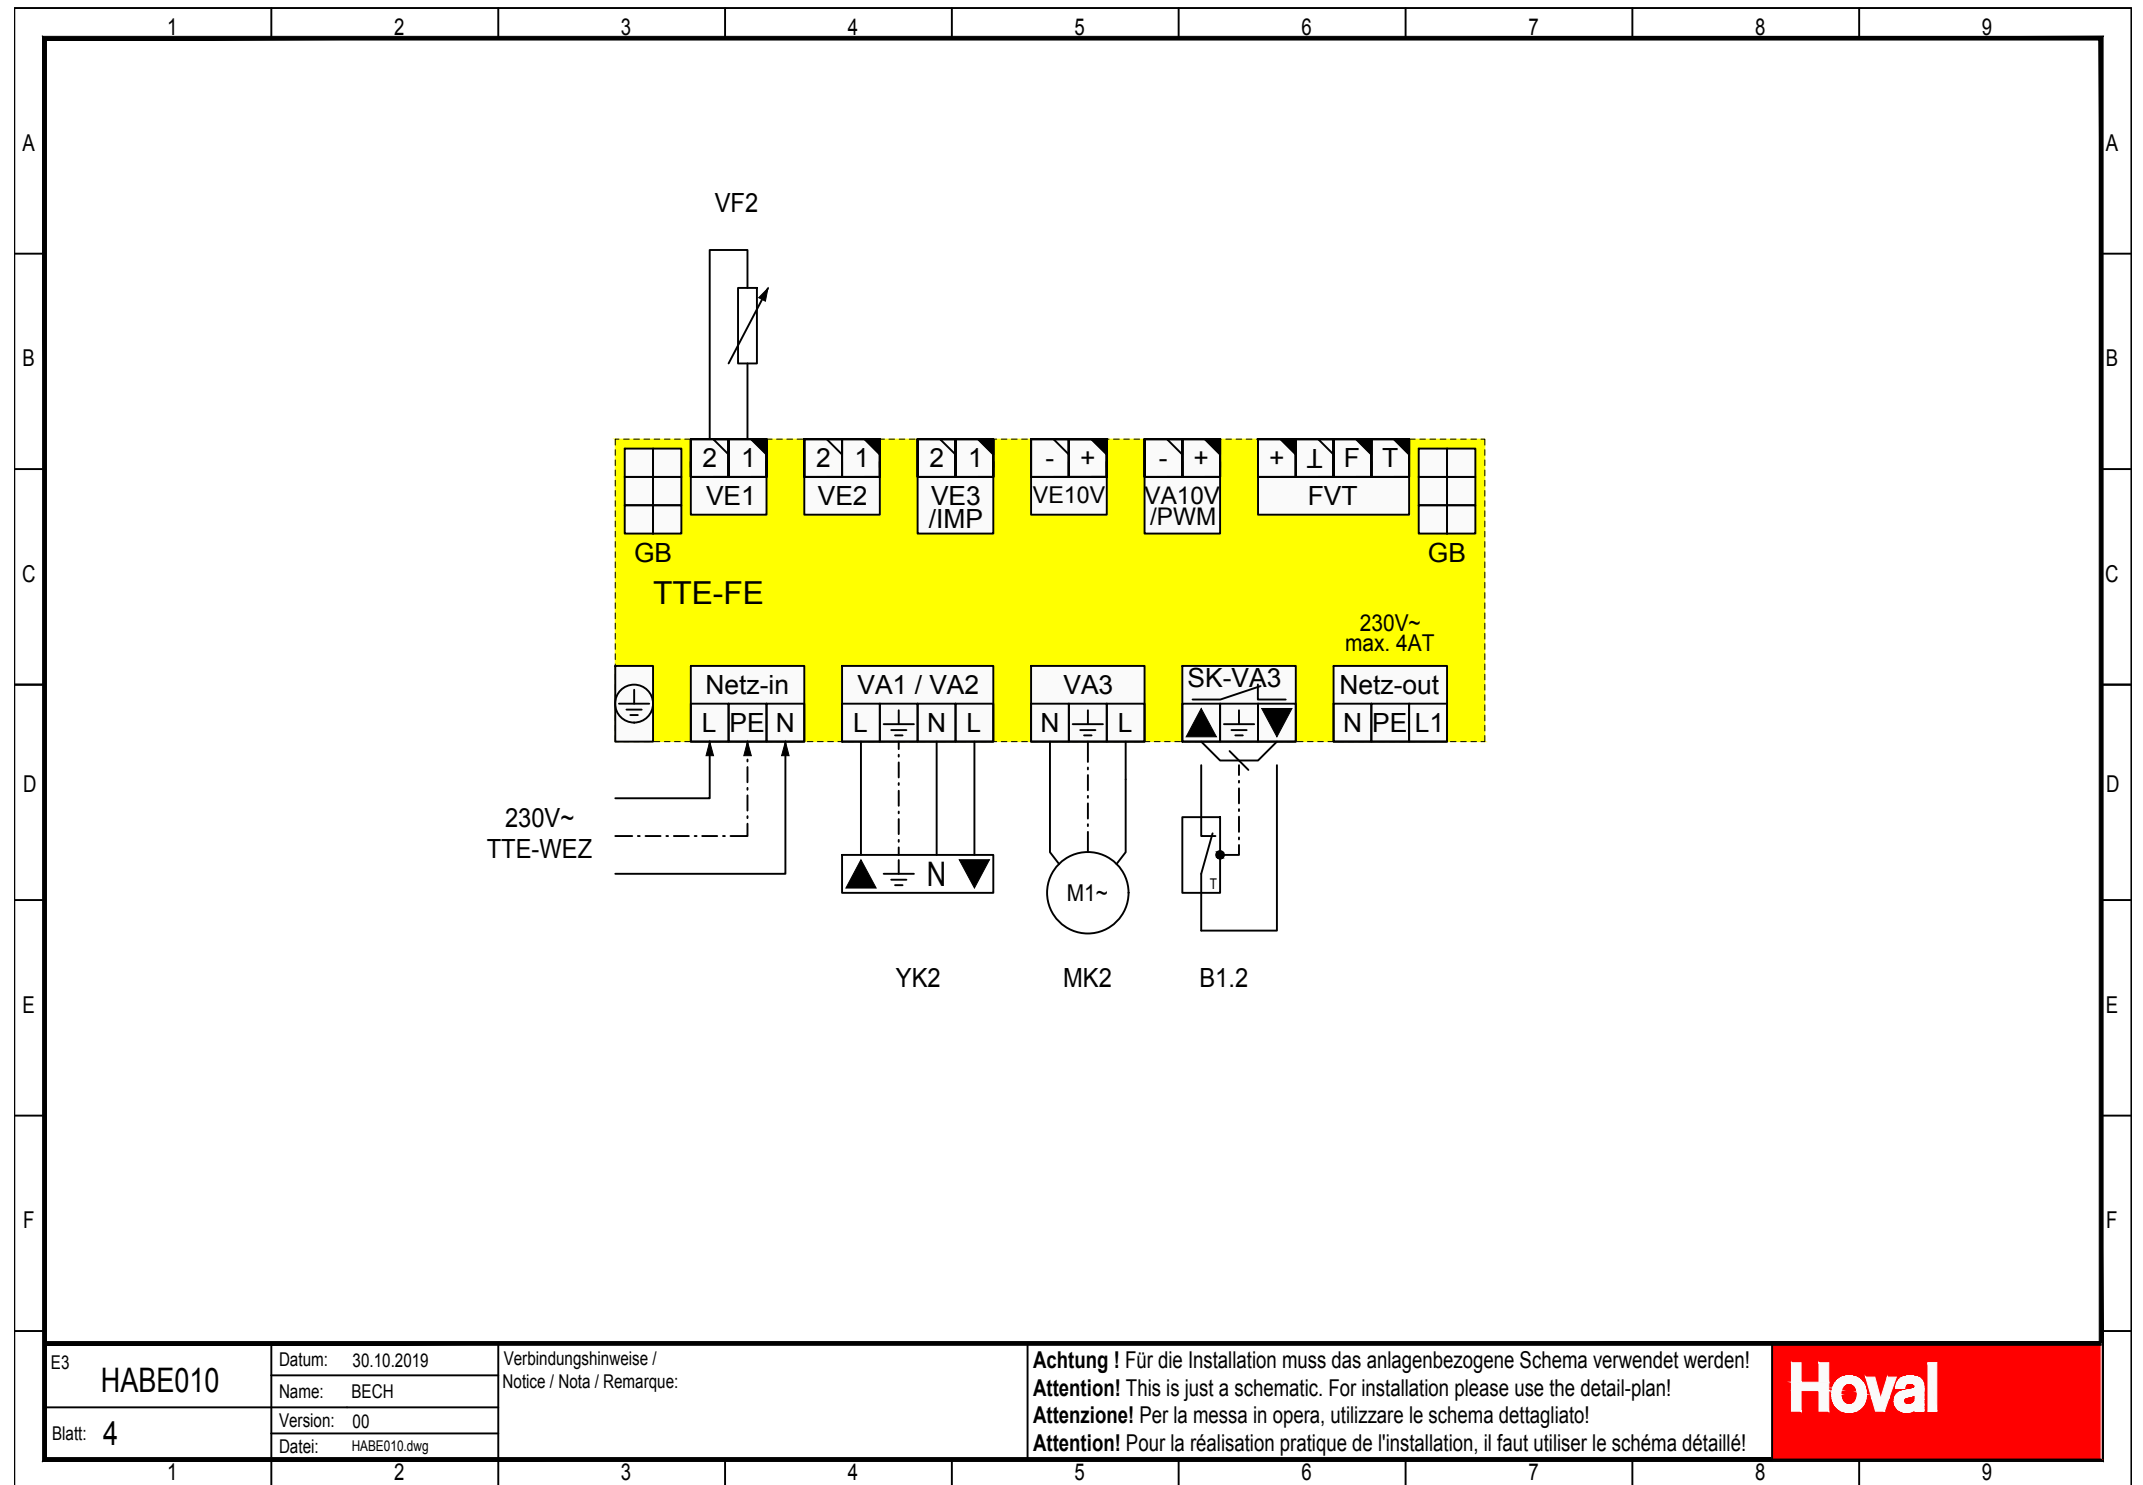 1 2 3 4 5 6 7 8 9
A A
VF2
B B
2 1 2 1 2 1 - + - + + ⊥ F T
VE1 VE2 VE3 /IMP VE10V VA10V /PWM FVT
GB GB
C C
TTE-FE
230V~
max. 4AT
Netz-in VA1 / VA2 VA3 SK-VA3 Netz-out
L PE N L N L N L N PE L1
D D
230V~
TTE-WEZ
N
M1~
T
YK2 MK2 B1.2
E E
F F
E3 HABE010
Blatt: 4
Datum: 30.10.2019
Name: BECH
Version: 00
Datei: HABE010.dwg
Verbindungshinweise /
Notice / Nota / Remarque:
Achtung ! Für die Installation muss das anlagenbezogene Schema verwendet werden!
Attention! This is just a schematic. For installation please use the detail-plan!
Attenzione! Per la messa in opera, utilizzare le schema dettagliato!
Attention! Pour la réalisation pratique de l'installation, il faut utiliser le schéma détaillé!
Hoval
1 2 3 4 5 6 7 8 9